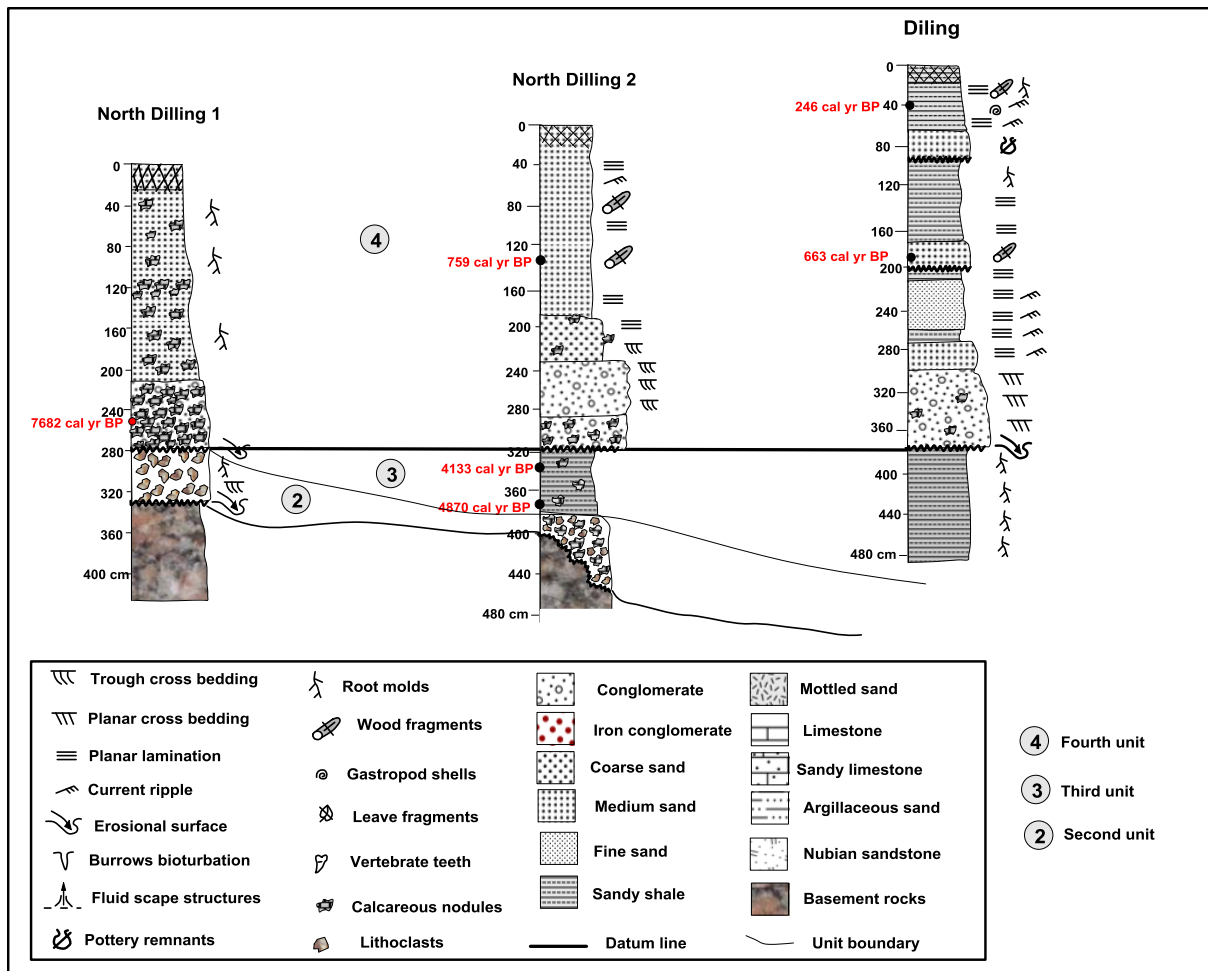 Diling
North Dilling 2
North Dilling 1
0
40
80
120
160
200
240
280
320
360
400 cm
7682 cal yr BP
0
40
80
120
160
200
240
280
320
360
400
440
480 cm
759 cal yr BP
4133 cal yr BP
4870 cal yr BP
0
40
80
120
160
200
240
280
320
360
400
440
480 cm
246 cal yr BP
663 cal yr BP
4
3
2
Trough cross bedding
Planar cross bedding
Planar lamination
Current ripple
Erosional surface
Burrows bioturbation
Fluid scape structures
Pottery remnants
Root molds
Wood fragments
Gastropod shells
Leave fragments
Vertebrate teeth
Calcareous nodules
Lithoclasts
Conglomerate
Iron conglomerate
Coarse sand
Medium sand
Fine sand
Sandy shale
Datum line
Mottled sand
Limestone
Sandy limestone
Argillaceous sand
Nubian sandstone
Basement rocks
Unit boundary
4 Fourth unit
3 Third unit
2 Second unit